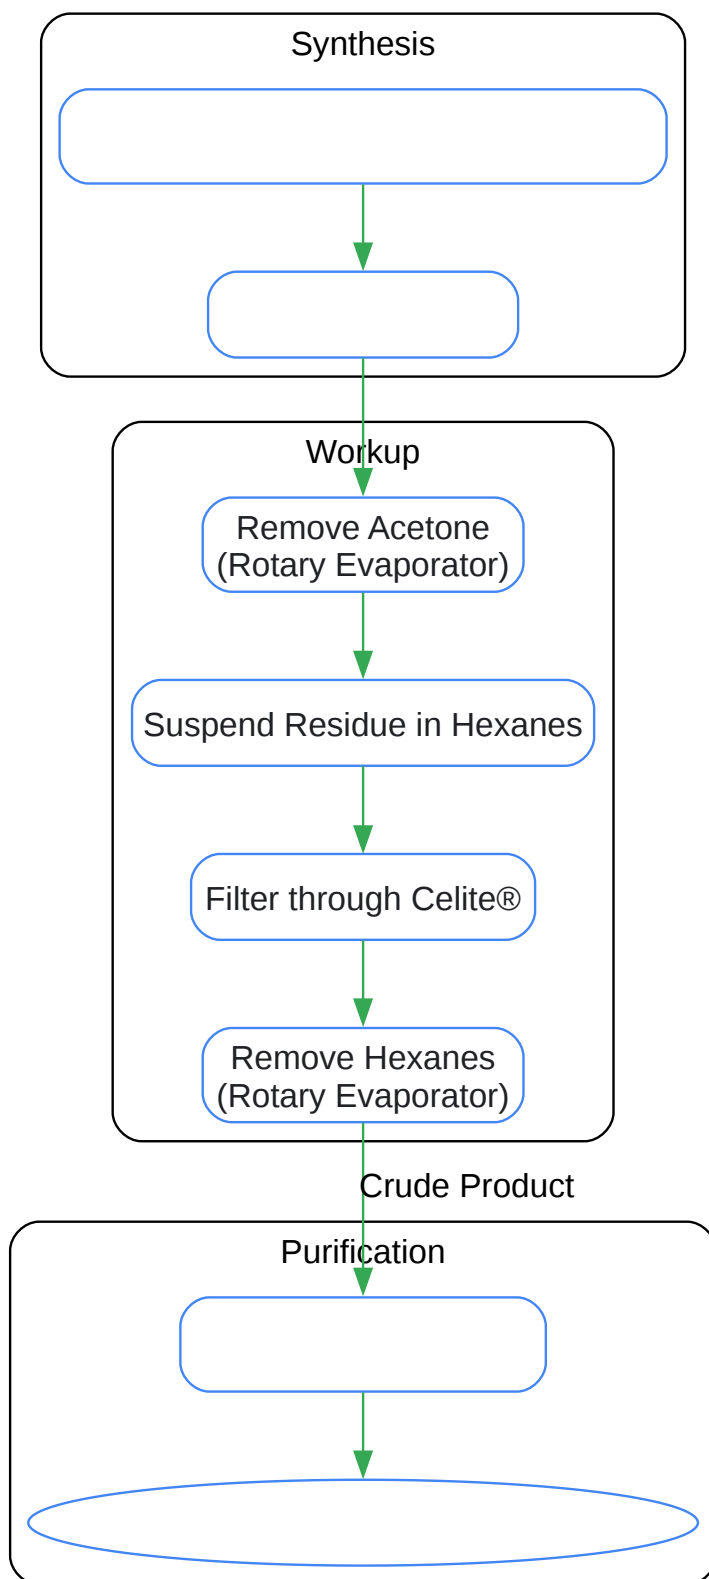 Synthesis
Workup
Remove Acetone
(Rotary Evaporator)
Suspend Residue in Hexanes
Filter through Celite®
Remove Hexanes
(Rotary Evaporator)
Crude Product
Purification